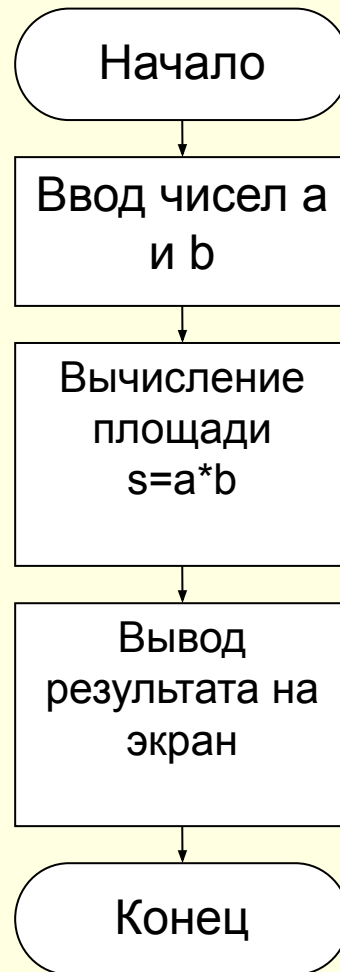 Начало
Ввод чисел a
и b
Вычисление
площади
s=a*b
Вывод
результата на
экран
Конец